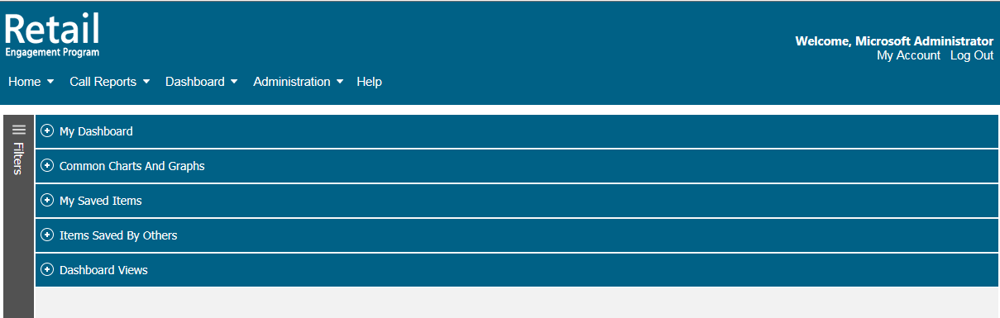 Retail
Engagement Program
Welcome, Microsoft Administrator
My Account Log Out
Home Call Reports Dashboard Administration Help
Filters
My Dashboard
Common Charts And Graphs
My Saved Items
Items Saved By Others
Dashboard Views